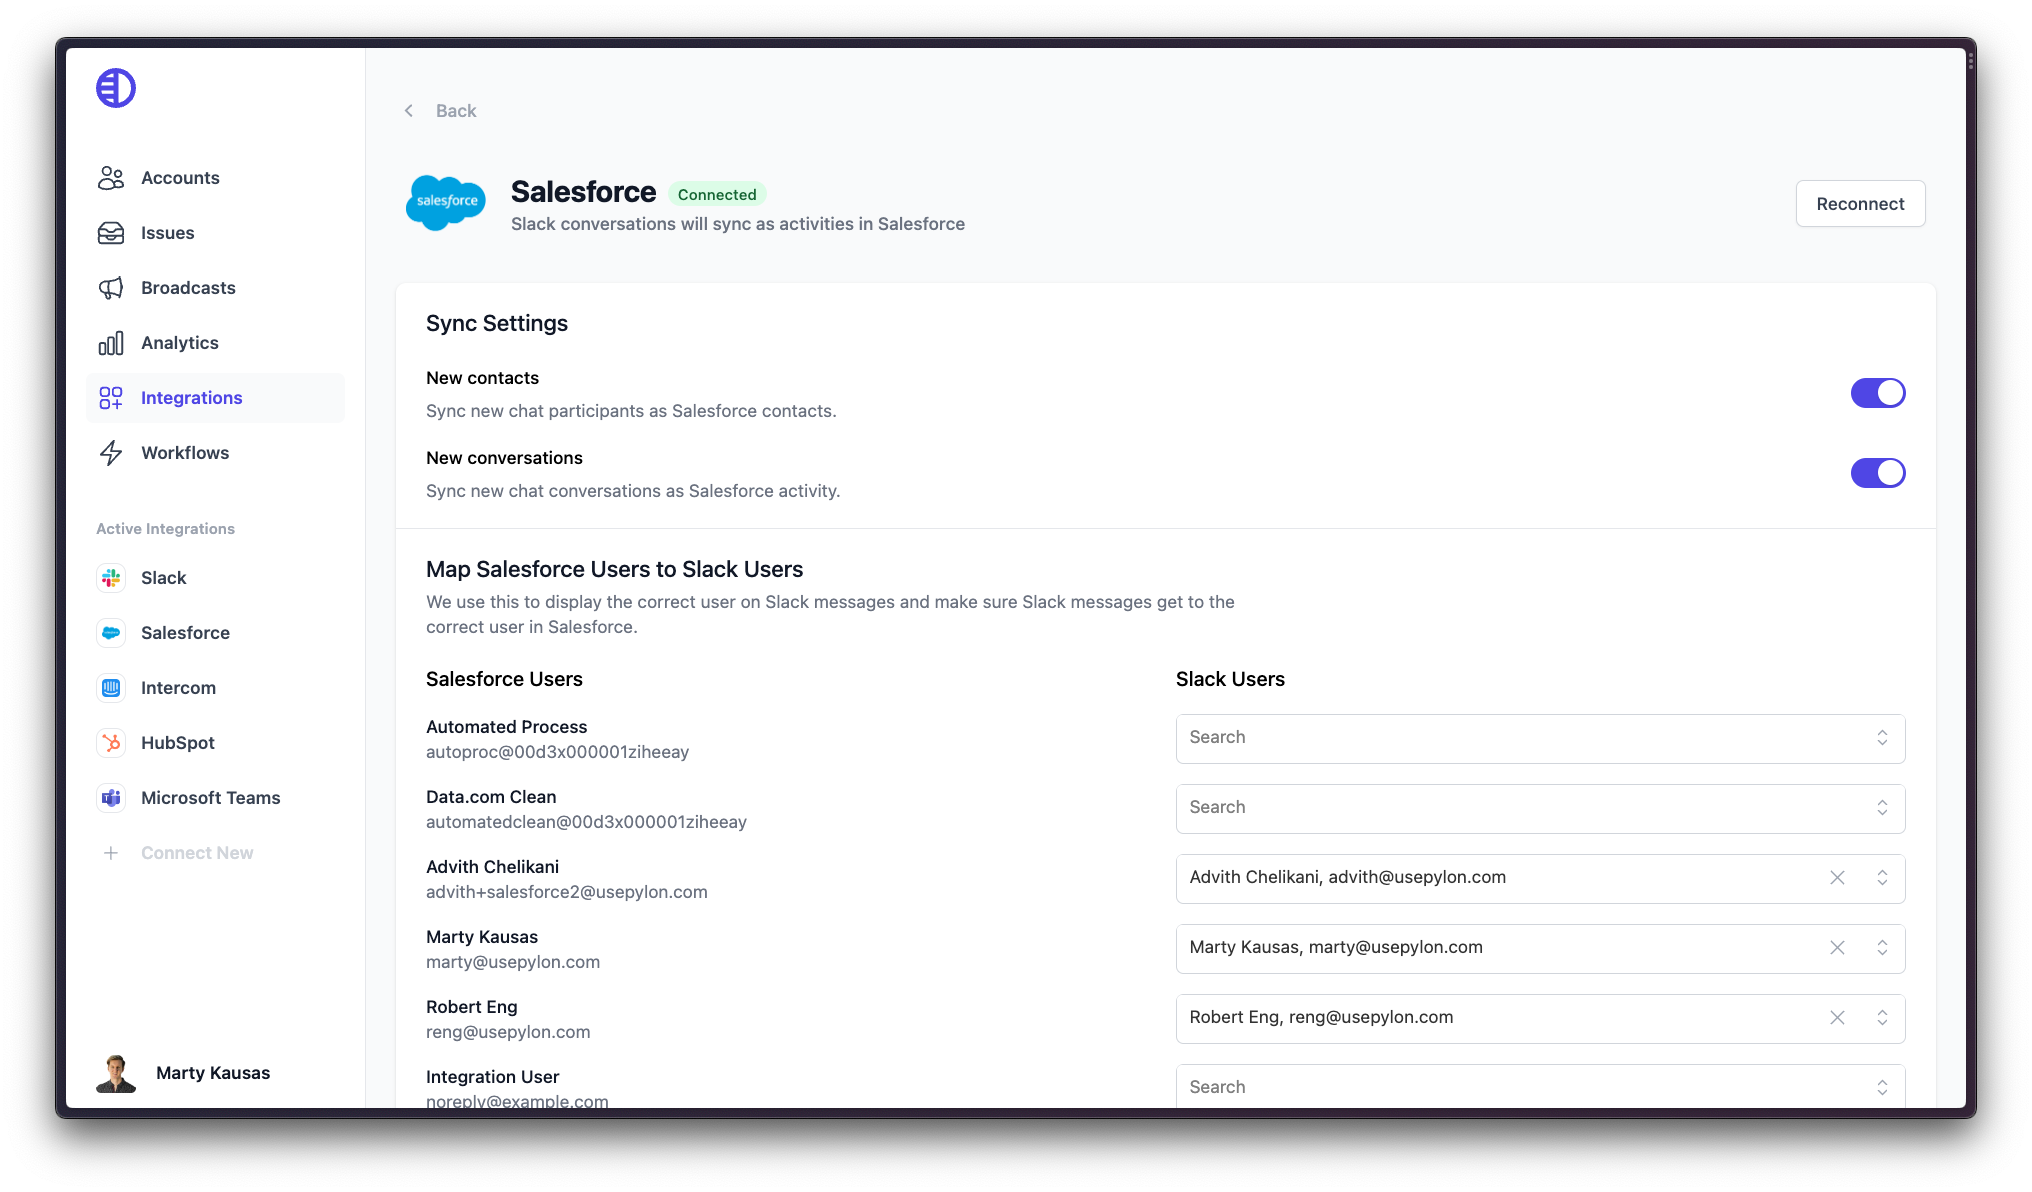 Accounts
Issues
Broadcasts
Analytics
Integrations
Workflows
Active Integrations
Slack
Salesforce
Intercom
HubSpot
Microsoft Teams
Connect New
Marty Kausas
Back
salesforce
Salesforce Connected
Slack conversations will sync as activities in Salesforce
Reconnect
Sync Settings
New contacts
Sync new chat participants as Salesforce contacts.
New conversations
Sync new chat conversations as Salesforce activity.
Map Salesforce Users to Slack Users
We use this to display the correct user on Slack messages and make sure Slack messages get to the
correct user in Salesforce.
Salesforce Users
Slack Users
Automated Process
autoproc@00d3x000001ziheeay
Search
Data.com Clean
automatedclean@00d3x000001ziheeay
Search
Advith Chelikani
advith+salesforce2@usepylon.com
Advith Chelikani, advith@usepylon.com
Marty Kausas
marty@usepylon.com
Marty Kausas, marty@usepylon.com
Robert Eng
reng@usepylon.com
Robert Eng, reng@usepylon.com
Integration User
noreply@example.com
Search